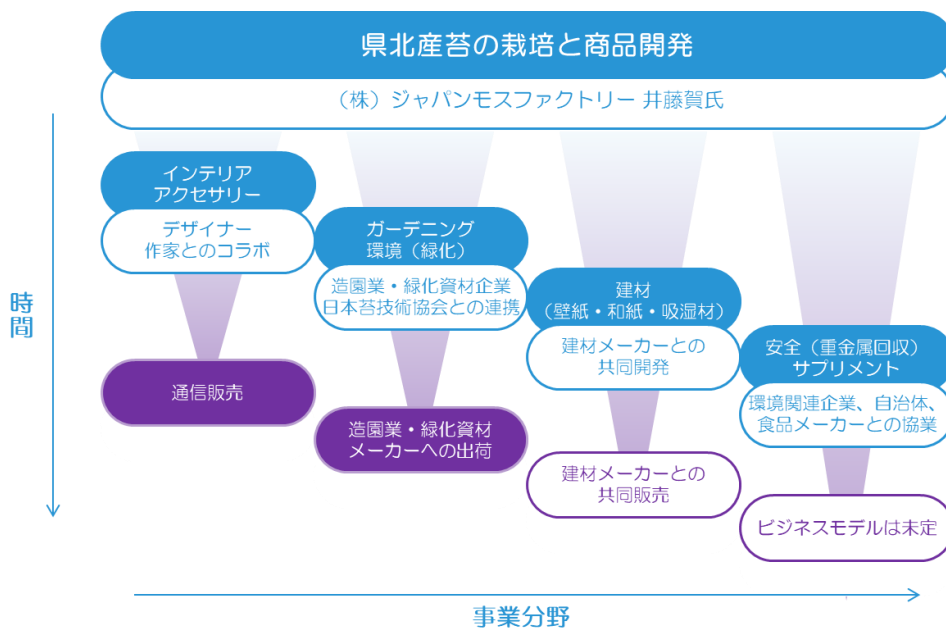 県北産苔の栽培と商品開発
（株）ジャパンモスファクトリー 井藤賀氏
時間
インテリア
アクセサリー
デザイナー
作家とのコラボ
通信販売
ガーデニング
環境（緑化）
造園業・緑化資材企業
日本苔技術協会との連携
造園業・緑化資材
メーカーへの出荷
建材
（壁紙・和紙・吸湿材）
建材メーカーとの
共同開発
建材メーカーとの
共同販売
安全（重金属回収）
サプリメント
環境関連企業、自治体、
食品メーカーとの協業
ビジネスモデルは未定
事業分野